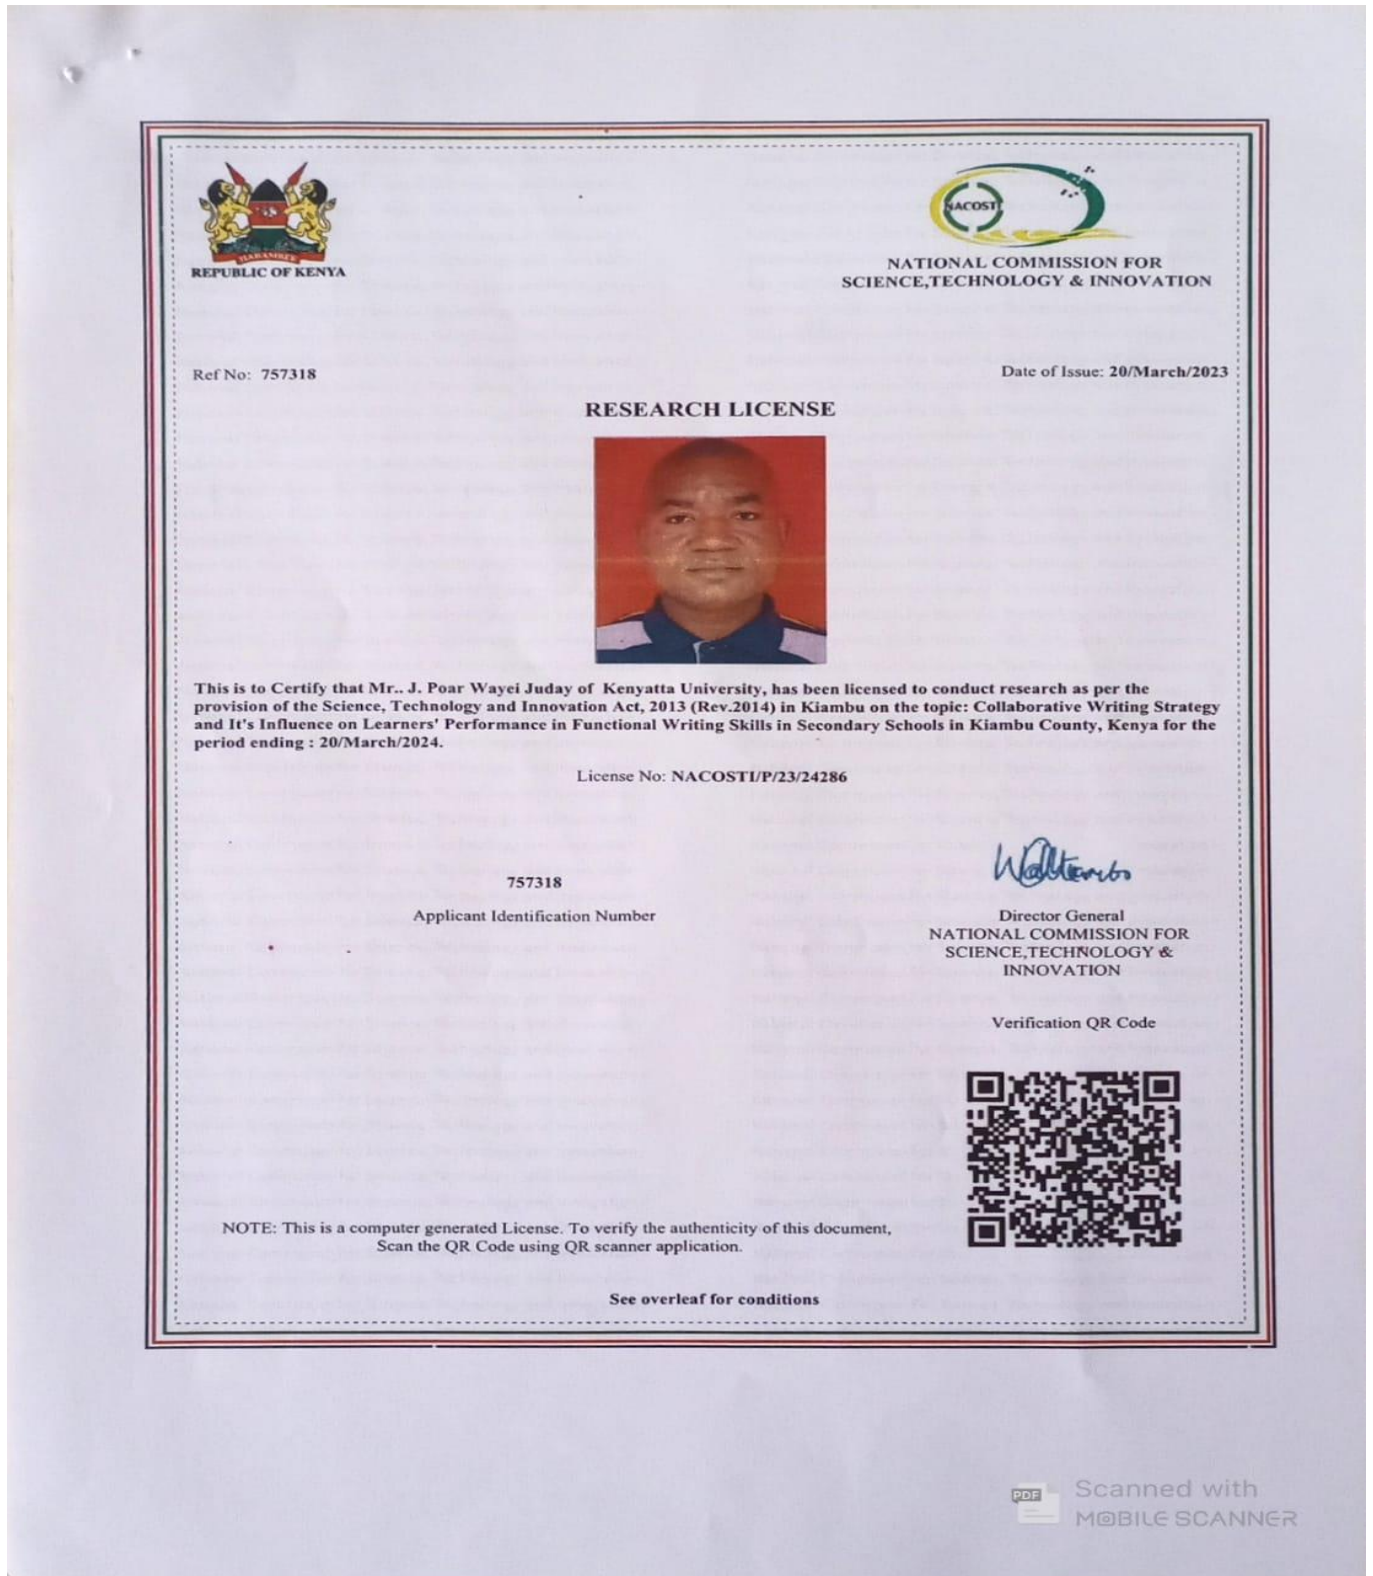 HARAMBEE
REPUBLIC OF KENYA
NACOSTI
NATIONAL COMMISSION FOR
SCIENCE,TECHNOLOGY & INNOVATION
Ref No: 757318
Date of Issue: 20/March/2023
RESEARCH LICENSE
This is to Certify that Mr.. J. Poar Wayei Juday of Kenyatta University, has been licensed to conduct research as per the
provision of the Science, Technology and Innovation Act, 2013 (Rev.2014) in Kiambu on the topic: Collaborative Writing Strategy
and It's Influence on Learners' Performance in Functional Writing Skills in Secondary Schools in Kiambu County, Kenya for the
period ending : 20/March/2024.
License No: NACOSTI/P/23/24286
757318
Applicant Identification Number
Director General
NATIONAL COMMISSION FOR
SCIENCE,TECHNOLOGY &
INNOVATION
Verification QR Code
NOTE: This is a computer generated License. To verify the authenticity of this document,
Scan the QR Code using QR scanner application.
See overleaf for conditions
PDF
Scanned with
MOBILE SCANNER